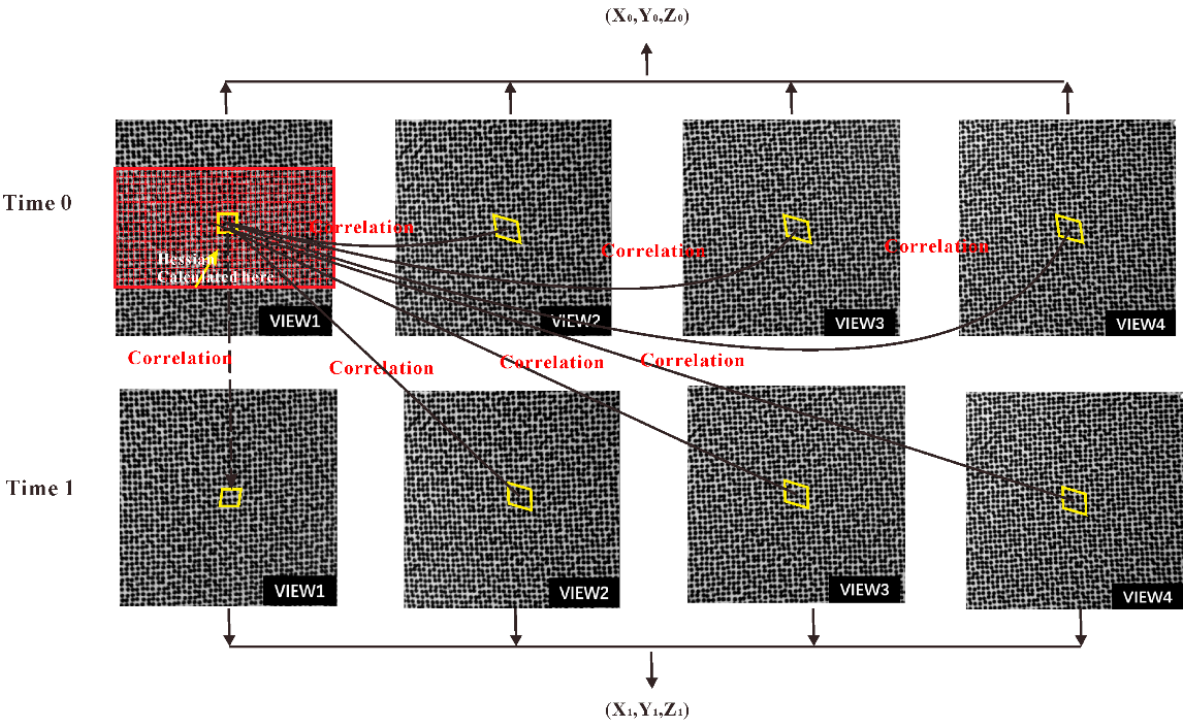 (X₀,Y₀,Z₀)
Time 0
Correlation
Correlation
Correlation
Hessian
Calculated here
VIEW1
VIEW2
VIEW3
VIEW4
Correlation
Correlation
Correlation
Correlation
Time 1
VIEW1
VIEW2
VIEW3
VIEW4
(X₁,Y₁,Z₁)